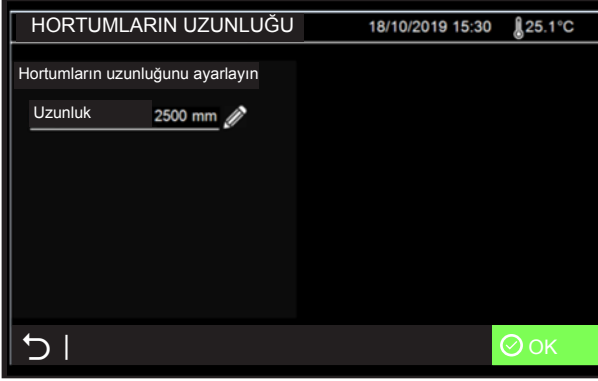 HORTUMLARIN UZUNLUĞU 18/10/2019 15:30 25.1°C
Hortumların uzunluğunu ayarlayın
Uzunluk 2500 mm
OK